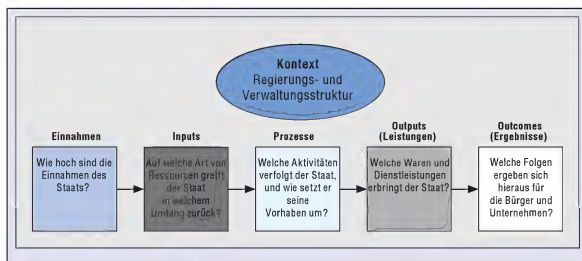 Kontext
Regierungs- und
Verwaltungsstruktur
Einnahmen
Wie hoch sind die
Einnahmen des
Staats?
Inputs
Auf welche Art von
Ressourcen greift
der Staat
in welchem
Umfang zurück?
Prozesse
Welche Aktivitäten
verfolgt der Staat,
und wie setzt er
seine
Vorhaben um?
Outputs
(Leistungen)
Welche Waren und
Dienstleistungen
erbringt der Staat?
Outcomes
(Ergebnisse)
Welche Folgen
ergeben sich
hieraus für
die Bürger und
Unternehmen?